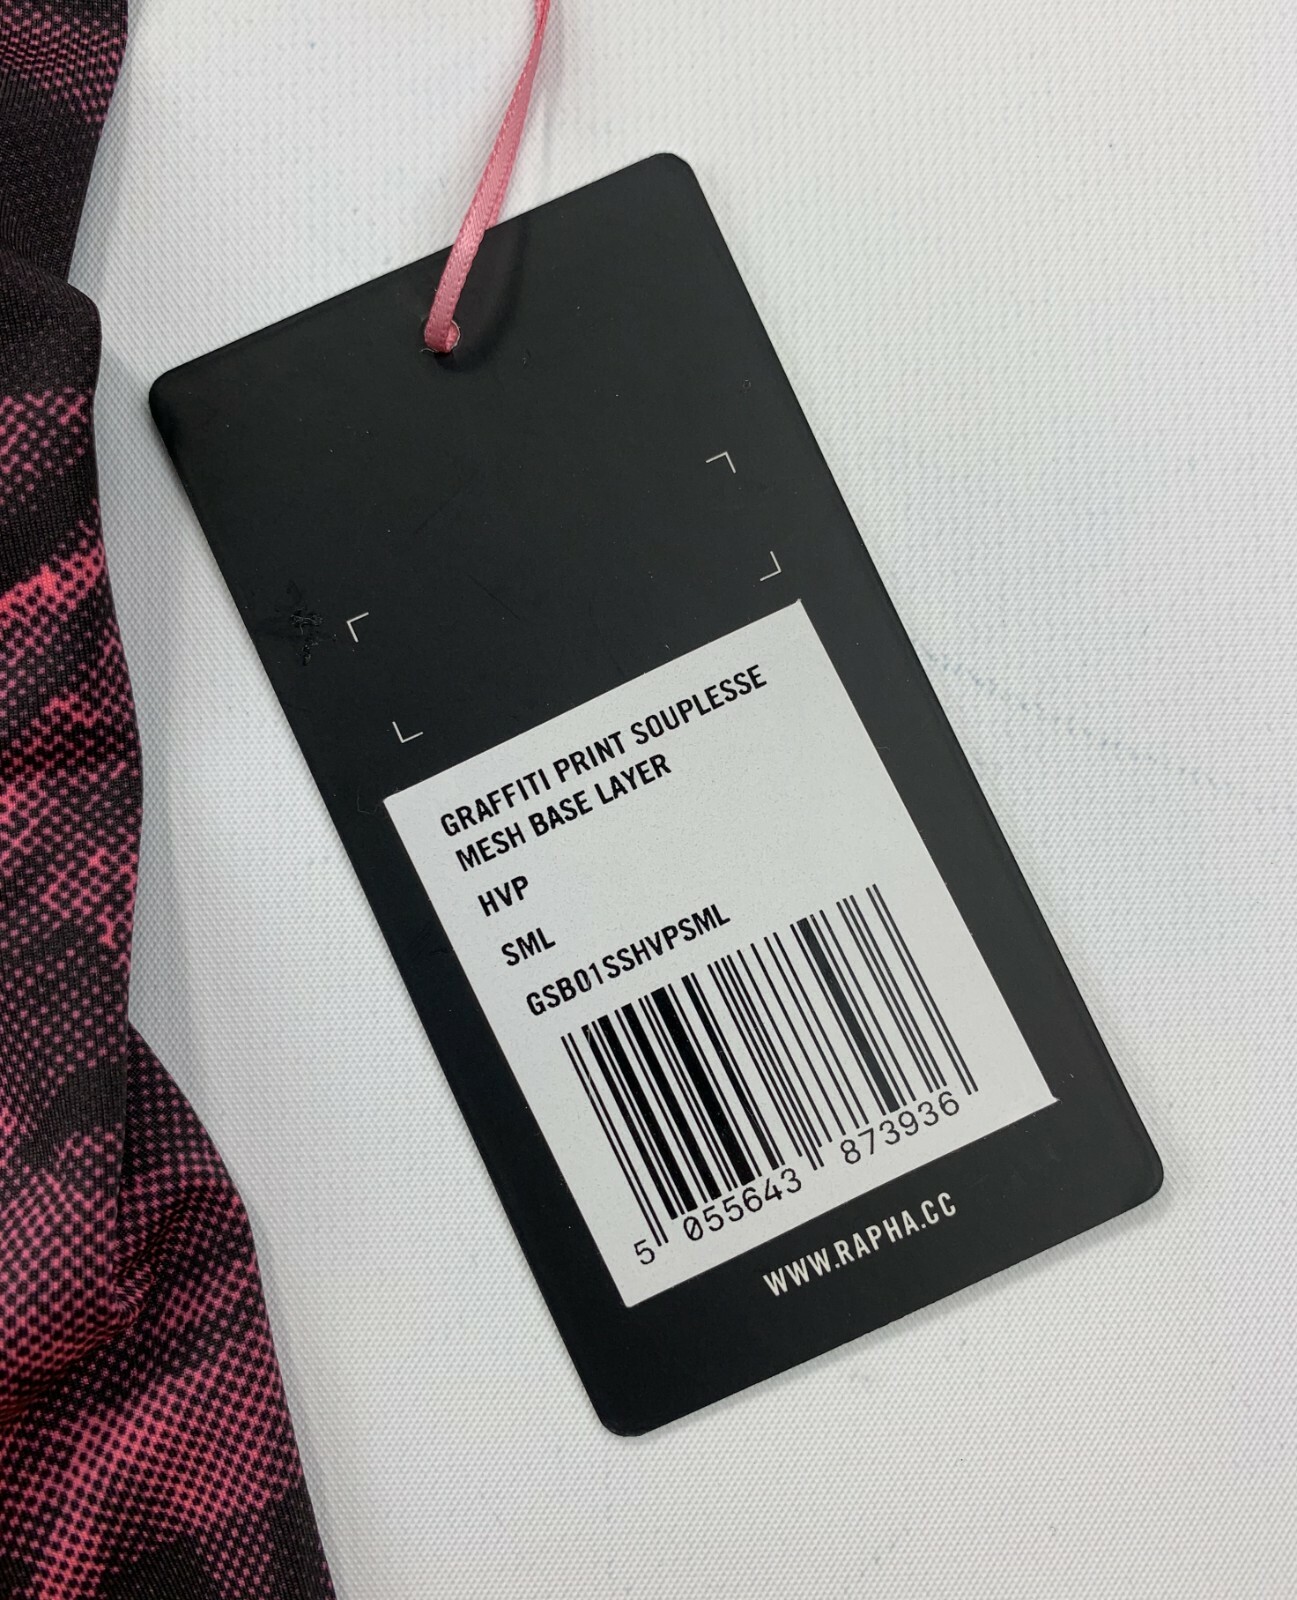 GRAFFITI PRINT SOUPLESSE
MESH BASE LAYER
HVP
SML
GSB01SSHVPSML
5 055643 873936
WWW.RAPHA.CC